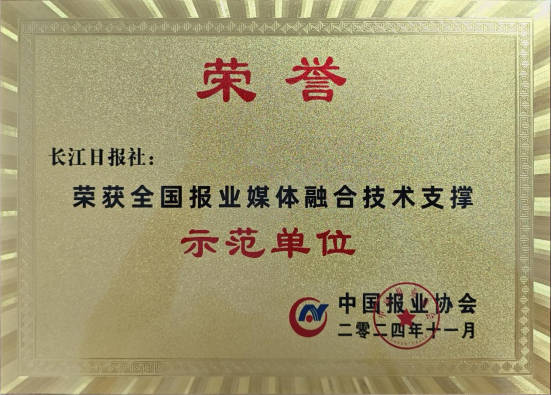 荣誉
长江日报社：
荣获全国报业媒体融合技术支撑
示范单位
中国报业协会
二零二四年十一月